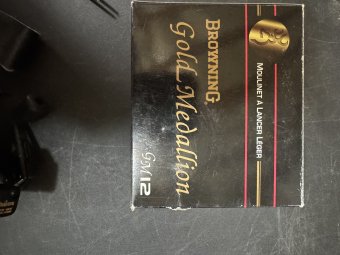 BROWNING
Gold Medallion
GM12
MOULINET À LANCER LÉGER